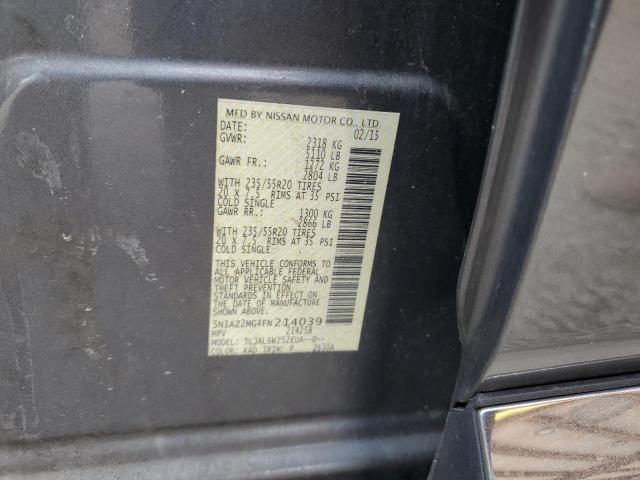 MFD BY NISSAN MOTOR CO., LTD.
DATE: 02/15
GVWR: 2318 KG
5110 LB
GAWR FR.: 1272 KG
2804 LB
WITH 235/55R20 TIRES
20 X 7.5 RIMS AT 35 PSI
COLD SINGLE
GAWR RR.: 1300 KG
2866 LB
WITH 235/55R20 TIRES
20 X 7.5 RIMS AT 35 PSI
COLD SINGLE
THIS VEHICLE CONFORMS TO
ALL APPLICABLE FEDERAL
MOTOR VEHICLE SAFETY AND
THEFT PREVENTION
STANDARDS IN EFFECT ON
THE DATE OF MANUFACTURE
SHOWN ABOVE.
5N1AZ2MG4FN214039
MPV 214258
MODEL:
COLOR: KAD TRIM: P